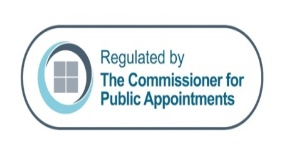 Regulated by
The Commissioner for
Public Appointments